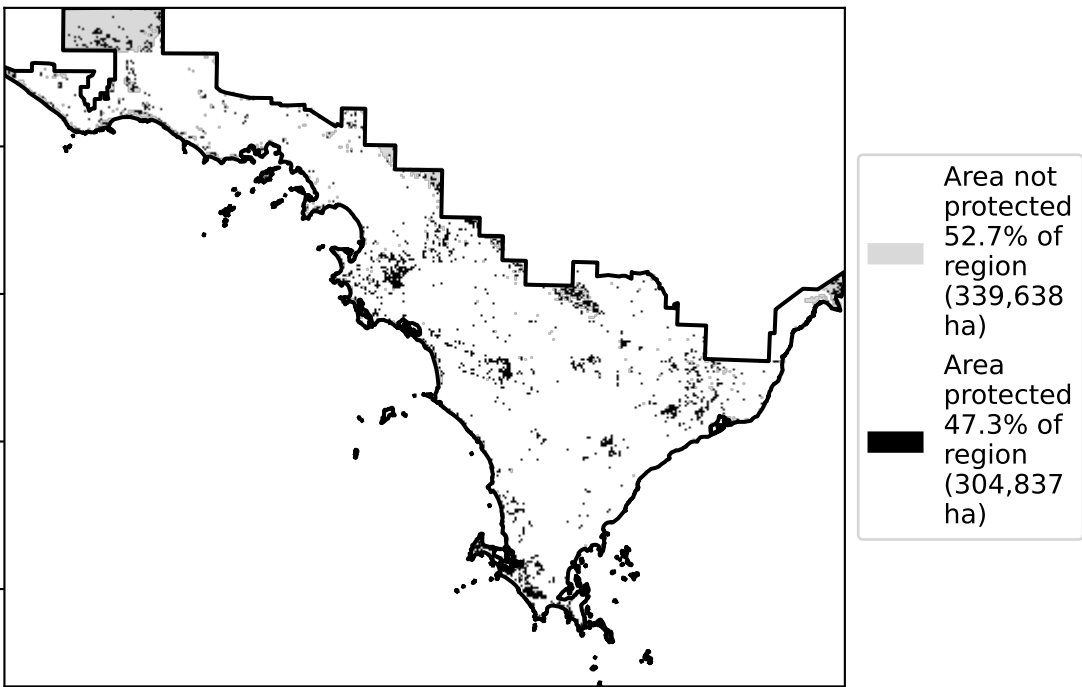 Area not
protected
52.7% of
region
(339,638
ha)
Area
protected
47.3% of
region
(304,837
ha)